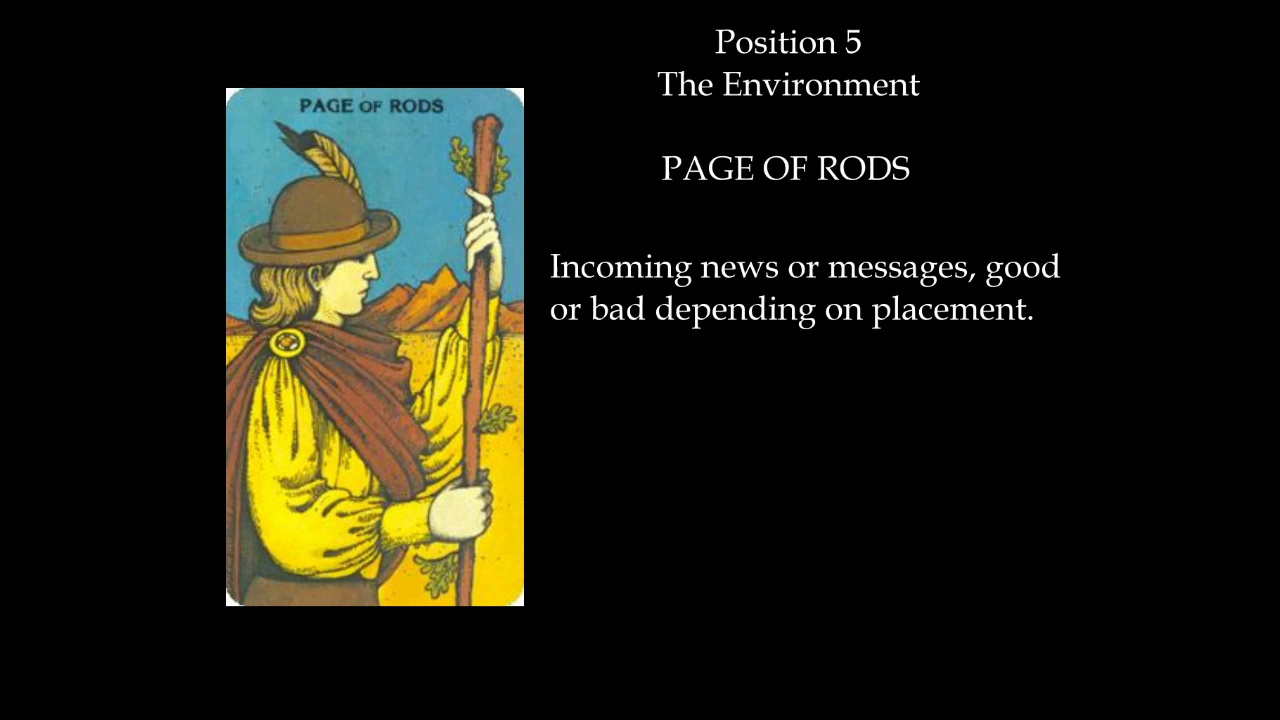 Position 5
The Environment
PAGE OF RODS
PAGE OF RODS
Incoming news or messages, good
or bad depending on placement.